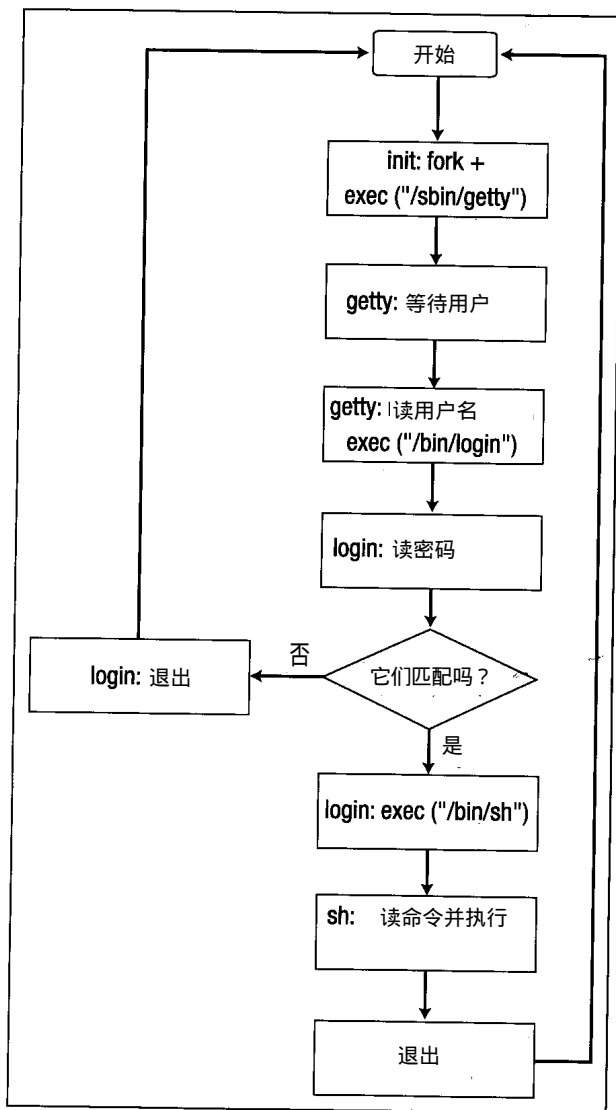 开始
init: fork +
exec ("/sbin/getty")
getty: 等待用户
getty: 读用户名
exec ("/bin/login")
login: 读密码
它们匹配吗？
否
login: 退出
是
login: exec ("/bin/sh")
sh: 读命令并执行
退出